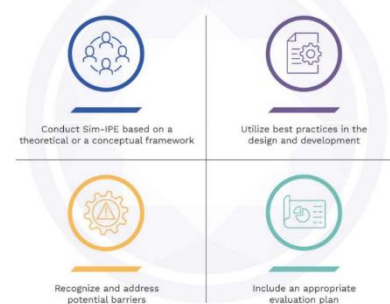 Conduct Sim-IPE based on a
theoretical or a conceptual framework
Utilize best practices in the
design and development
Recognize and address
potential barriers
Include an appropriate
evaluation plan